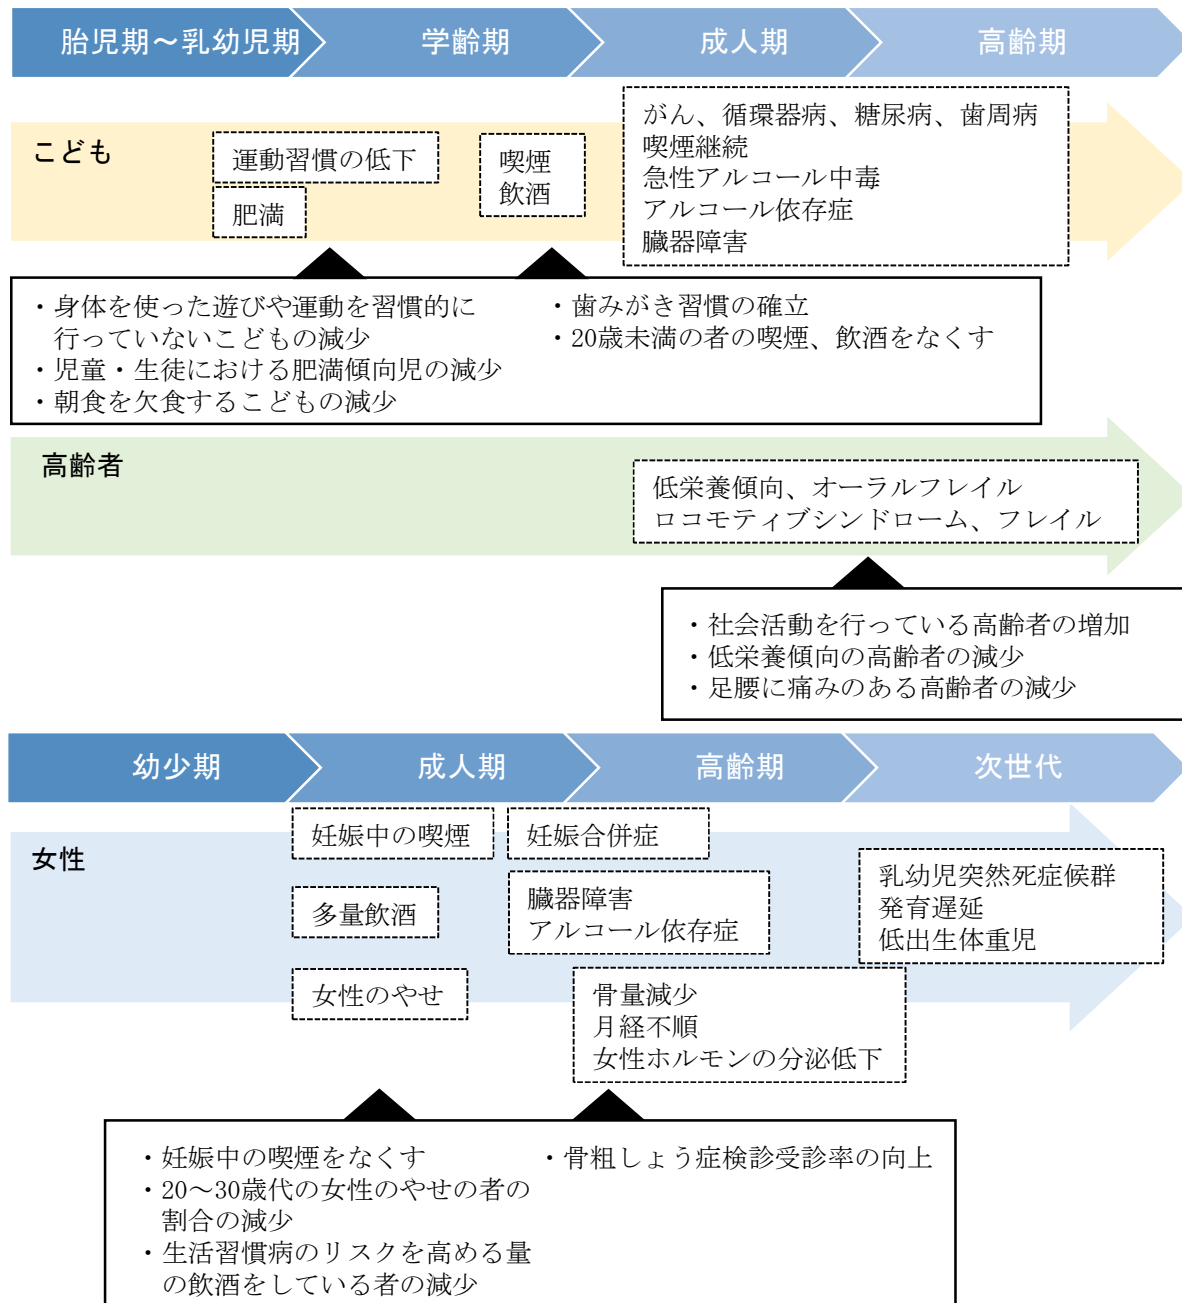 胎児期～乳幼児期
学齢期
成人期
高齢期
こども
運動習慣の低下
肥満
喫煙
飲酒
がん、循環器病、糖尿病、歯周病
喫煙継続
急性アルコール中毒
アルコール依存症
臓器障害
・身体を使った遊びや運動を習慣的に
行っていないこどもの減少
・児童・生徒における肥満傾向児の減少
・朝食を欠食するこどもの減少
・歯みがき習慣の確立
・20歳未満の者の喫煙、飲酒をなくす
高齢者
低栄養傾向、オーラルフレイル
ロコモティブシンドローム、フレイル
・社会活動を行っている高齢者の増加
・低栄養傾向の高齢者の減少
・足腰に痛みのある高齢者の減少
幼少期
成人期
高齢期
次世代
女性
妊娠中の喫煙
多量飲酒
女性のやせ
妊娠合併症
臓器障害
アルコール依存症
骨量減少
月経不順
女性ホルモンの分泌低下
乳幼児突然死症候群
発育遅延
低出生体重児
・妊娠中の喫煙をなくす
・20～30歳代の女性のやせの者の
割合の減少
・生活習慣病のリスクを高める量
の飲酒をしている者の減少
・骨粗しょう症検診受診率の向上